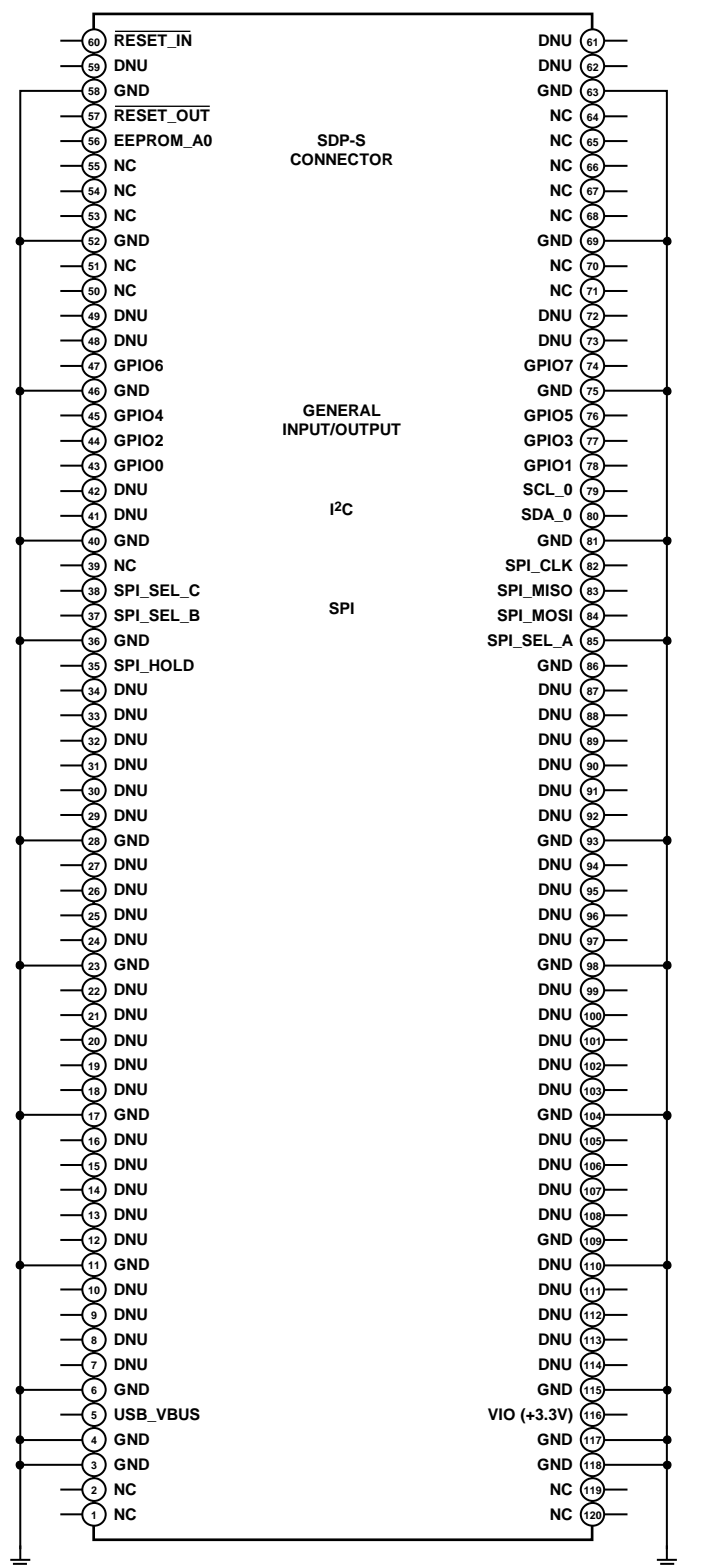 60 RESET_IN DNU 61
59 DNU DNU 62
58 GND GND 63
57 RESET_OUT NC 64
56 EEPROM_A0 SDP-S NC 65
CONNECTOR
55 NC NC 66
54 NC NC 67
53 NC NC 68
52 GND GND 69
51 NC NC 70
50 NC NC 71
49 DNU DNU 72
48 DNU DNU 73
47 GPIO6 GPIO7 74
46 GND GND 75
45 GPIO4 GENERAL GPIO5 76
INPUT/OUTPUT
44 GPIO2 GPIO3 77
43 GPIO0 GPIO1 78
42 DNU SCL_0 79
41 DNU I²C SDA_0 80
40 GND GND 81
39 NC SPI_CLK 82
38 SPI_SEL_C SPI_MISO 83
37 SPI_SEL_B SPI SPI_MOSI 84
36 GND SPI_SEL_A 85
35 SPI_HOLD GND 86
34 DNU DNU 87
33 DNU DNU 88
32 DNU DNU 89
31 DNU DNU 90
30 DNU DNU 91
29 DNU DNU 92
28 GND GND 93
27 DNU DNU 94
26 DNU DNU 95
25 DNU DNU 96
24 DNU DNU 97
23 GND GND 98
22 DNU DNU 99
21 DNU DNU 100
20 DNU DNU 101
19 DNU DNU 102
18 DNU DNU 103
17 GND GND 104
16 DNU DNU 105
15 DNU DNU 106
14 DNU DNU 107
13 DNU DNU 108
12 DNU GND 109
11 GND DNU 110
10 DNU DNU 111
9 DNU DNU 112
8 DNU DNU 113
7 DNU DNU 114
6 GND GND 115
5 USB_VBUS VIO (+3.3V) 116
4 GND GND 117
3 GND GND 118
2 NC NC 119
1 NC NC 120